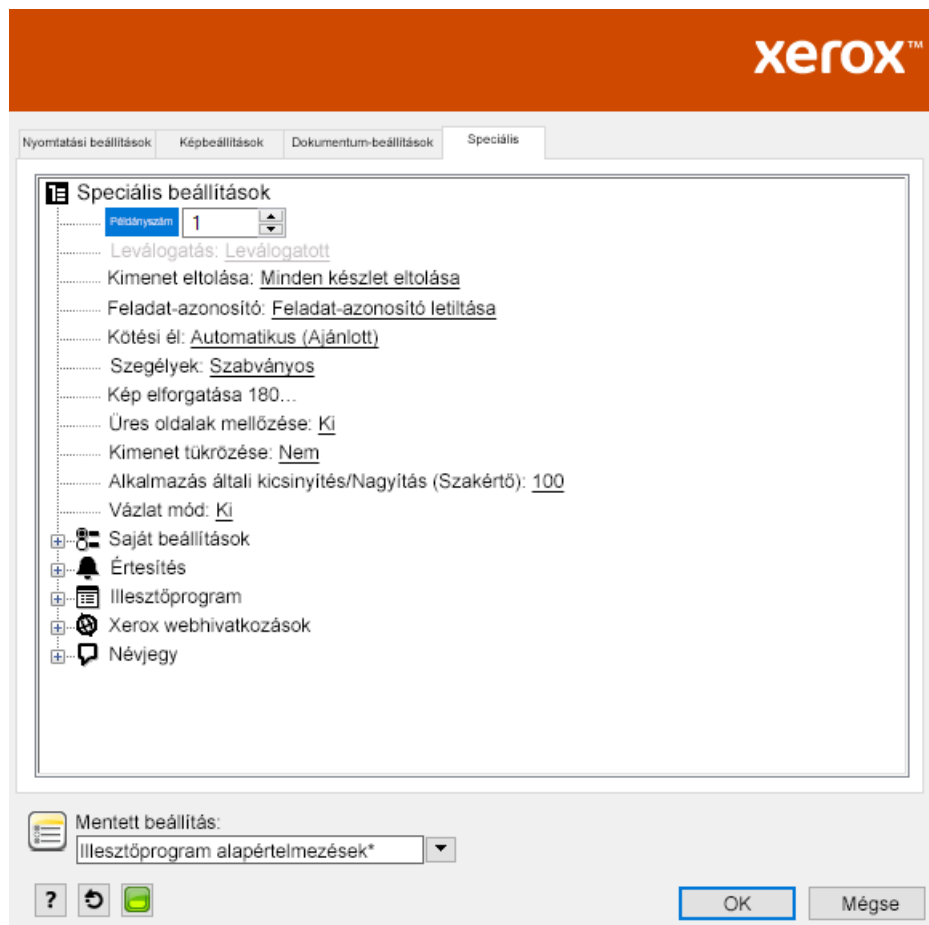 xerox™
Nyomtatási beállítások Képbeállítások Dokumentum-beállítások Speciális
Speciális beállítások
Példányszám 1
Leválogatás: Leválogatott
Kimenet eltolása: Minden készlet eltolása
Feladat-azonosító: Feladat-azonosító letiltása
Kötési él: Automatikus (Ajánlott)
Szegélyek: Szabványos
Kép elforgatása 180...
Üres oldalak mellőzése: Ki
Kimenet tükrözése: Nem
Alkalmazás általi kicsinyítés/Nagyítás (Szakértő): 100
Vázlat mód: Ki
Saját beállítások
Értesítés
Illesztőprogram
Xerox webhivatkozások
Névjegy
Mentett beállítás:
Illesztőprogram alapértelmezések*
? OK Mégse